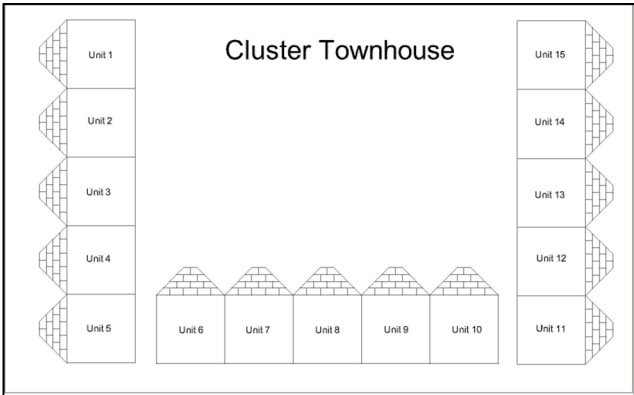 Cluster Townhouse
Unit 1
Unit 2
Unit 3
Unit 4
Unit 5
Unit 6
Unit 7
Unit 8
Unit 9
Unit 10
Unit 11
Unit 12
Unit 13
Unit 14
Unit 15